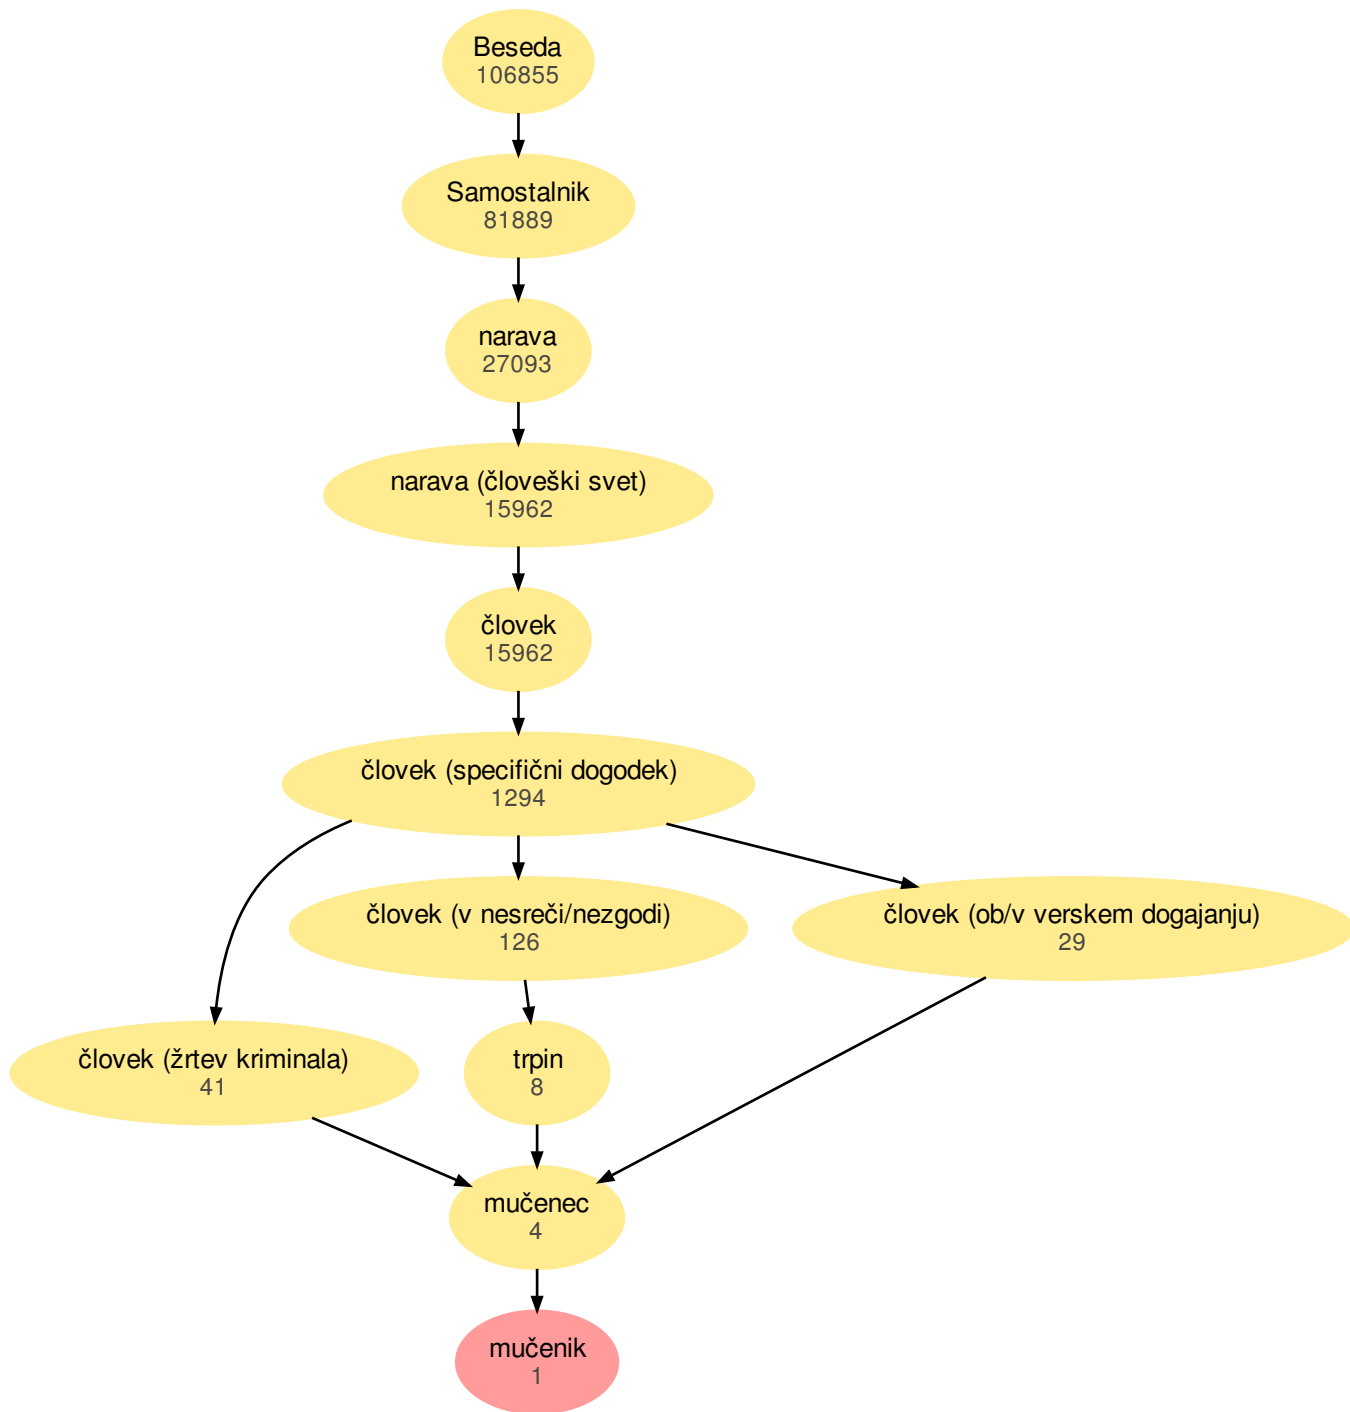 Beseda
106855
Samostalnik
81889
narava
27093
narava (človeški svet)
15962
človek
15962
človek (specifični dogodek)
1294
človek (v nesreči/nezgodi)
126
človek (ob/v verskem dogajanju)
29
človek (žrtev kriminala)
41
trpin
8
mučenec
4
mučenik
1